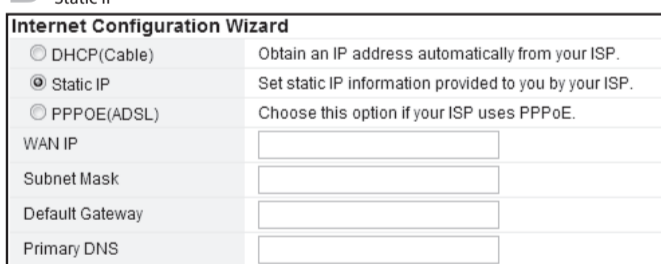 Static IP
Internet Configuration Wizard
DHCP(Cable) Obtain an IP address automatically from your ISP.
Static IP Set static IP information provided to you by your ISP.
PPPOE(ADSL) Choose this option if your ISP uses PPPoE.
WAN IP
Subnet Mask
Default Gateway
Primary DNS